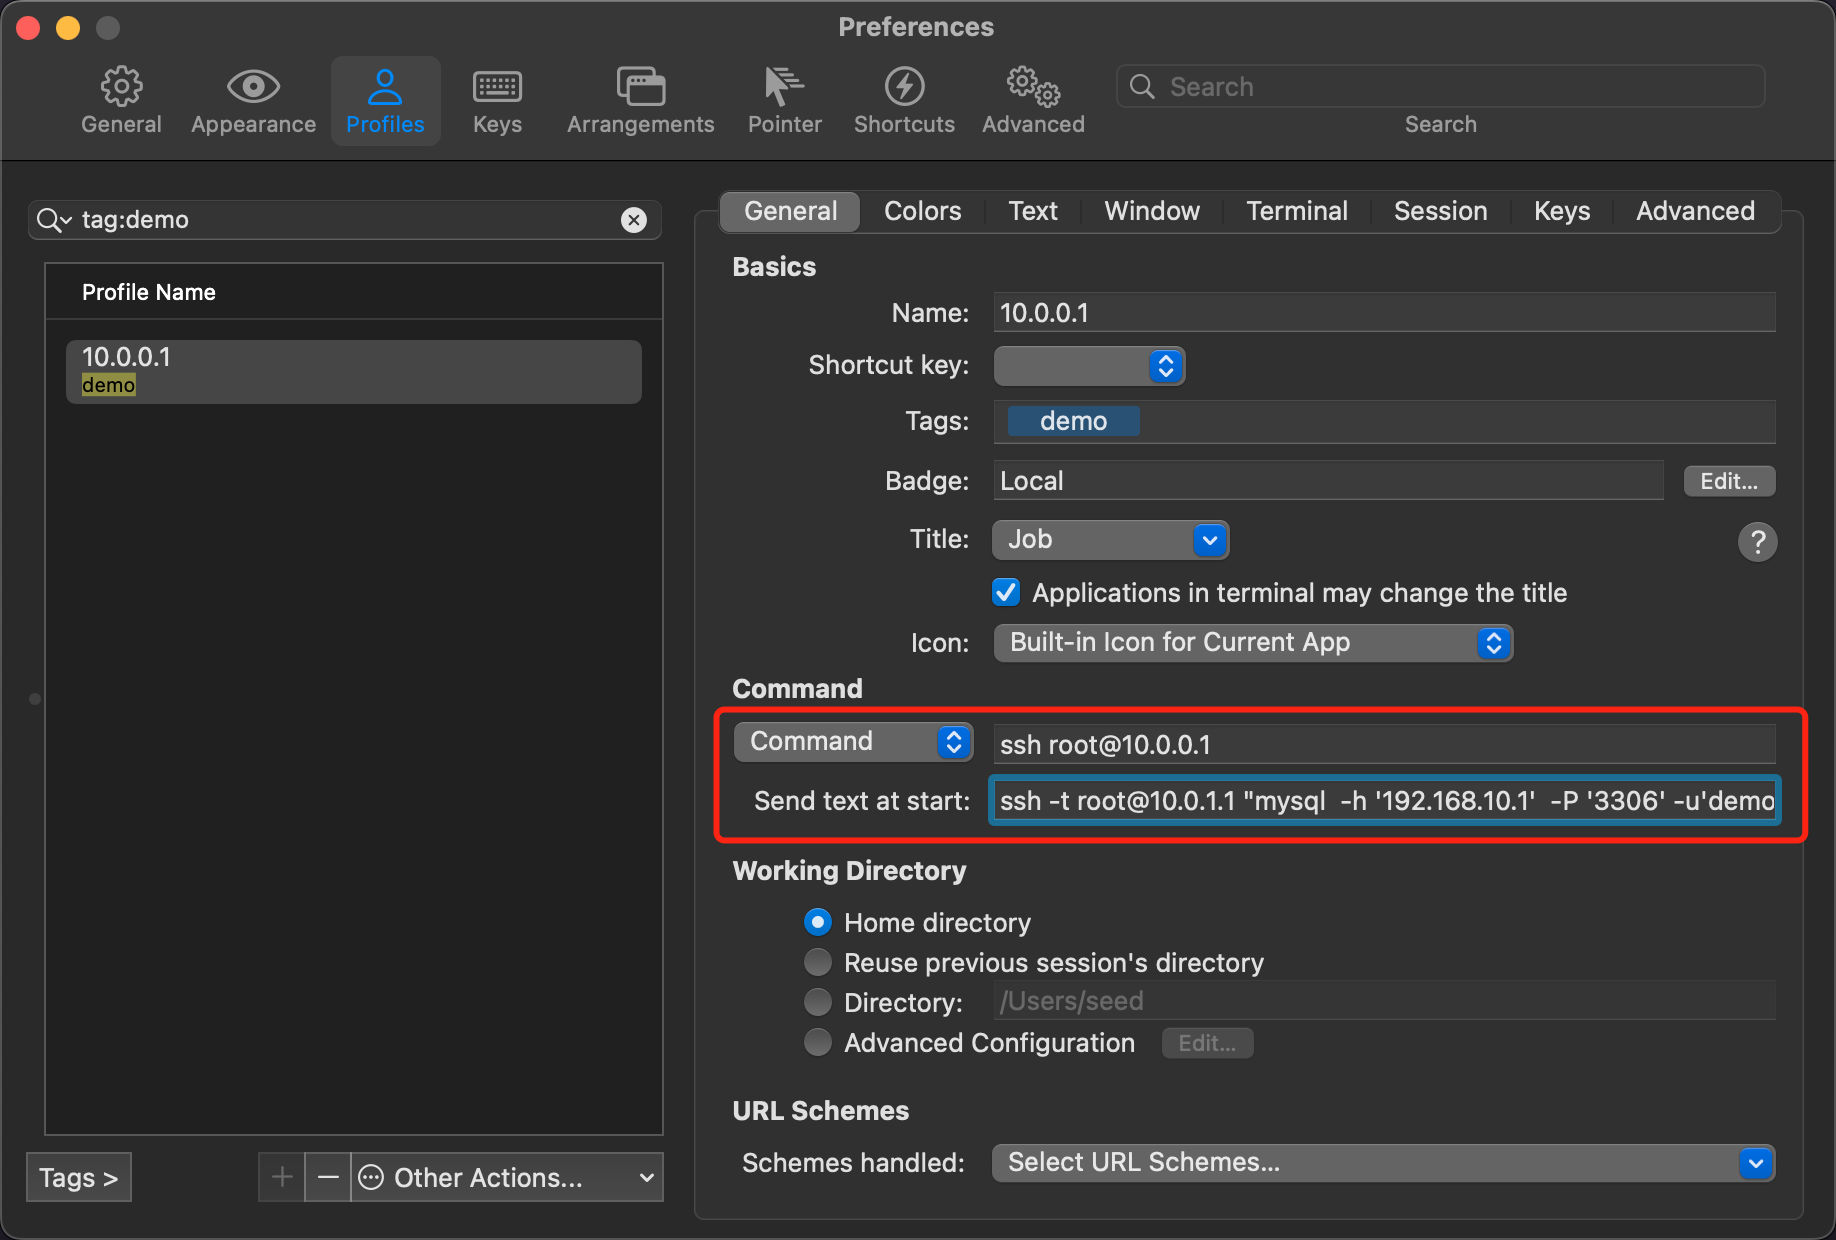 Preferences
General
Appearance
Profiles
Keys
Arrangements
Pointer
Shortcuts
Advanced
Search
Search
tag:demo
Profile Name
10.0.0.1
demo
Tags >
Other Actions...
General Colors Text Window Terminal Session Keys Advanced
Basics
Name: 10.0.0.1
Shortcut key:
Tags: demo
Badge: Local Edit...
Title: Job ?
Applications in terminal may change the title
Icon: Built-in Icon for Current App
Command
Command ssh root@10.0.0.1
Send text at start: ssh -t root@10.0.1.1 "mysql  -h '192.168.10.1'  -P '3306' -u'demo
Working Directory
Home directory
Reuse previous session's directory
Directory: /Users/seed
Advanced Configuration Edit...
URL Schemes
Schemes handled: Select URL Schemes...